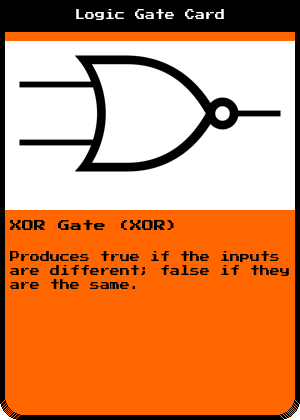 Logic Gate Card
XOR Gate (XOR)
Produces true if the inputs
are different; false if they
are the same.